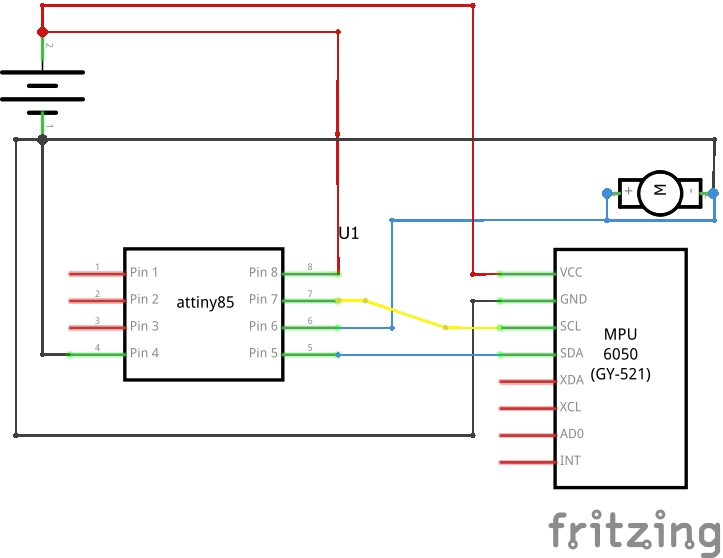 2
1
M
+
-
U1
1
Pin 1
Pin 8
8
2
Pin 2
attiny85
Pin 7
7
3
Pin 3
Pin 6
6
4
Pin 4
Pin 5
5
VCC
GND
SCL
SDA
XDA
XCL
AD0
INT
MPU
6050
(GY-521)
fritzing